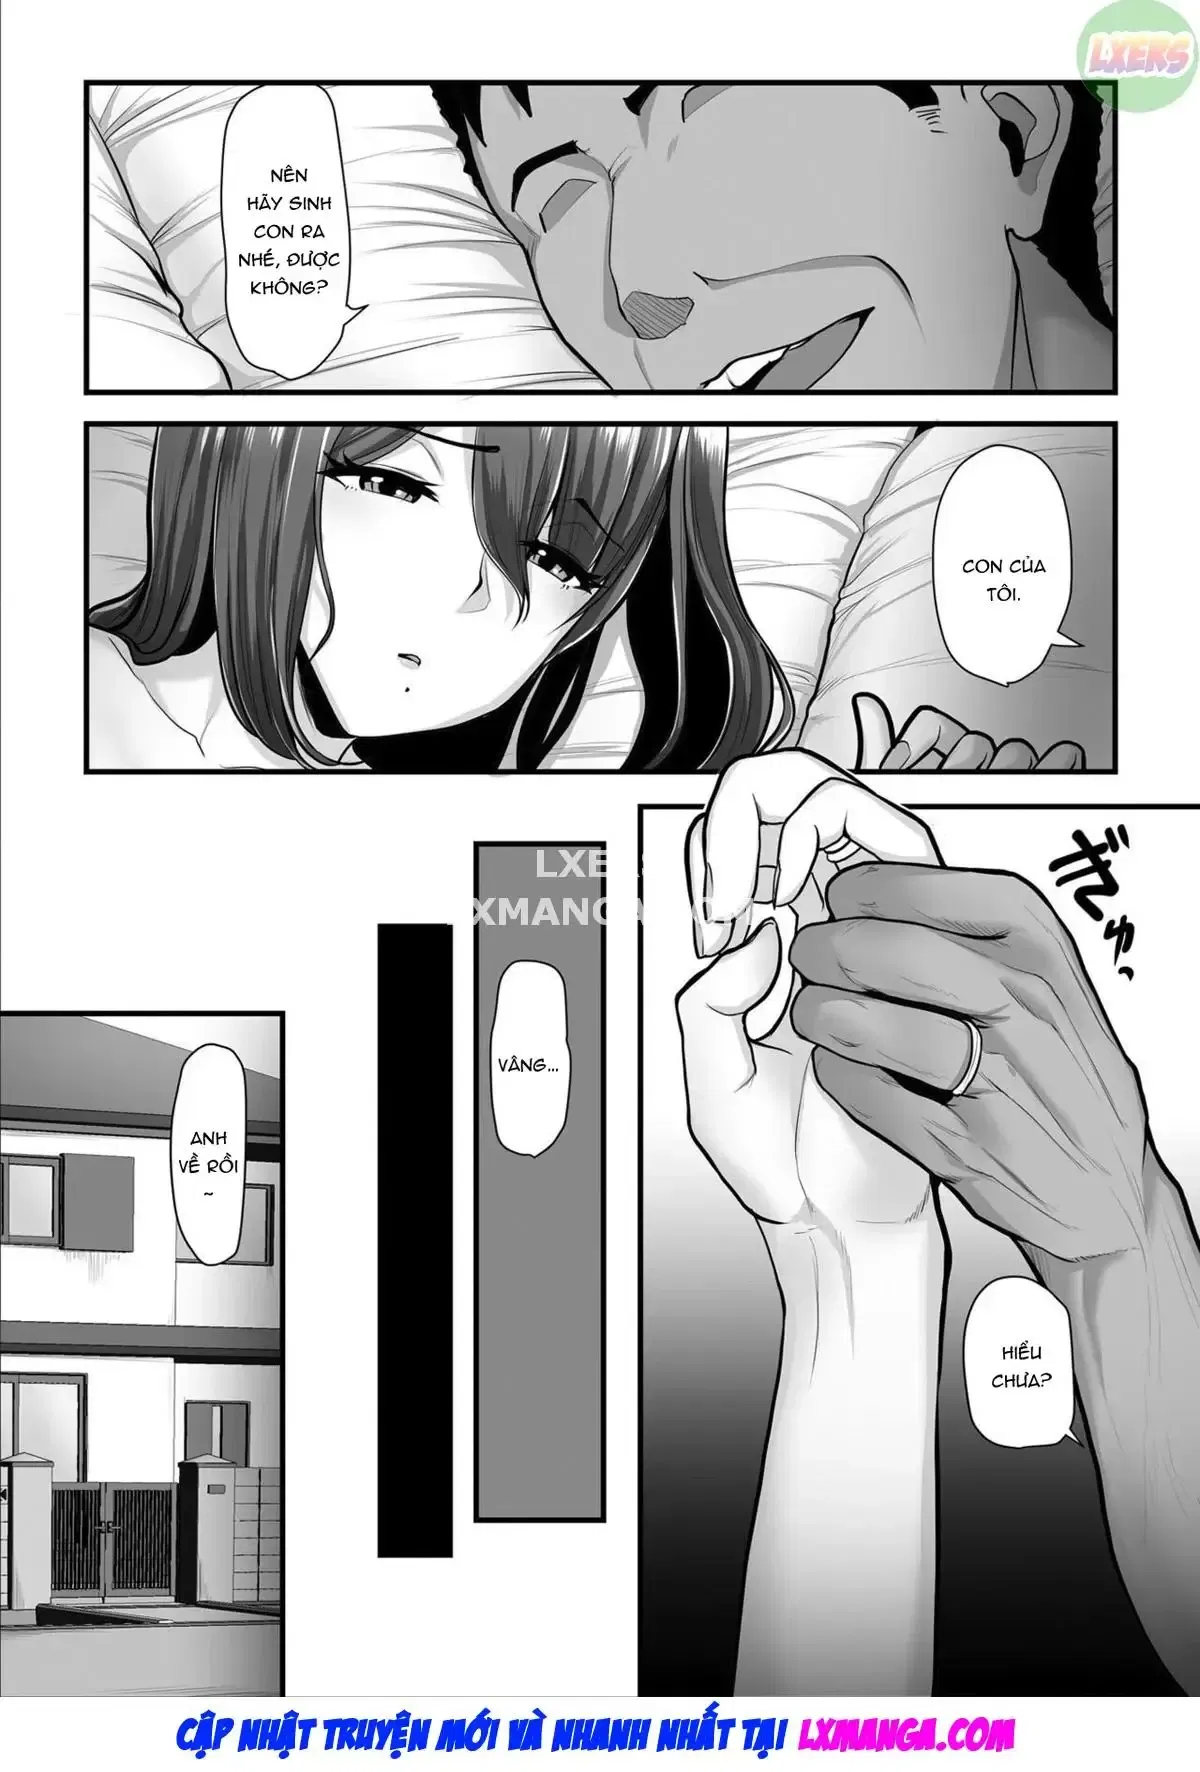 LXERS
NÊN
HÃY SINH
CON RA
NHÉ, ĐƯỢC
KHÔNG?
CON CỦA
TÔI.
ぎゅっ
HIỂU
CHƯA?
VÂNG...
ANH
VỀ RỒI
~
CẬP NHẬT TRUYỆN MỚI VÀ NHANH NHẤT TẠI LXMANGA.COM